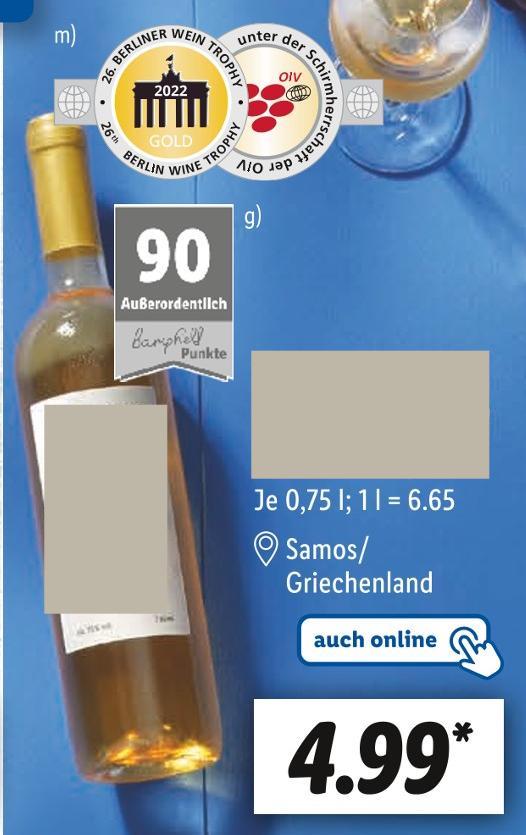 m)
26. BERLINER WEIN TROPHY
2022
GOLD
26th BERLIN WINE TROPHY
unter der Schirmherrschaft der OIV
OIV
g)
90
Außerordentlich
Punkte
Je 0,75 l; 1 l = 6.65
Samos/
Griechenland
auch online
4.99*